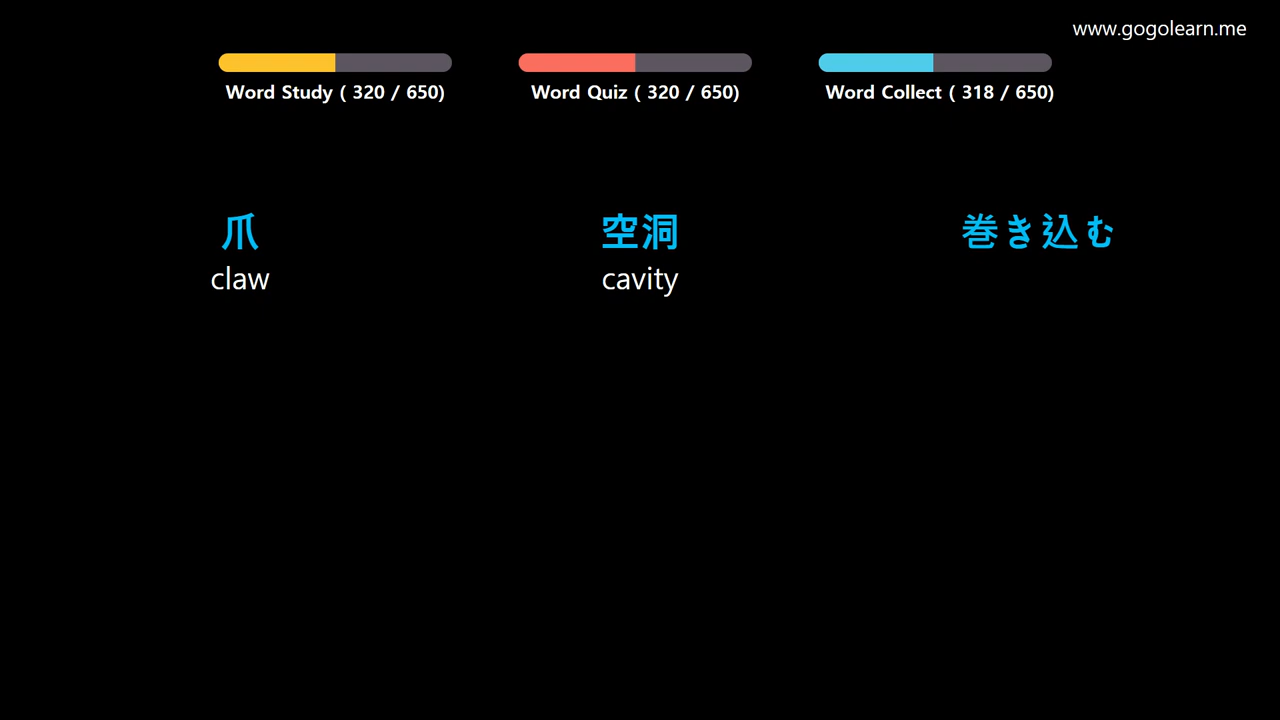 www.gogolearn.me
Word Study ( 320 / 650)
Word Quiz ( 320 / 650)
Word Collect ( 318 / 650)
爪
claw
空洞
cavity
巻き込む